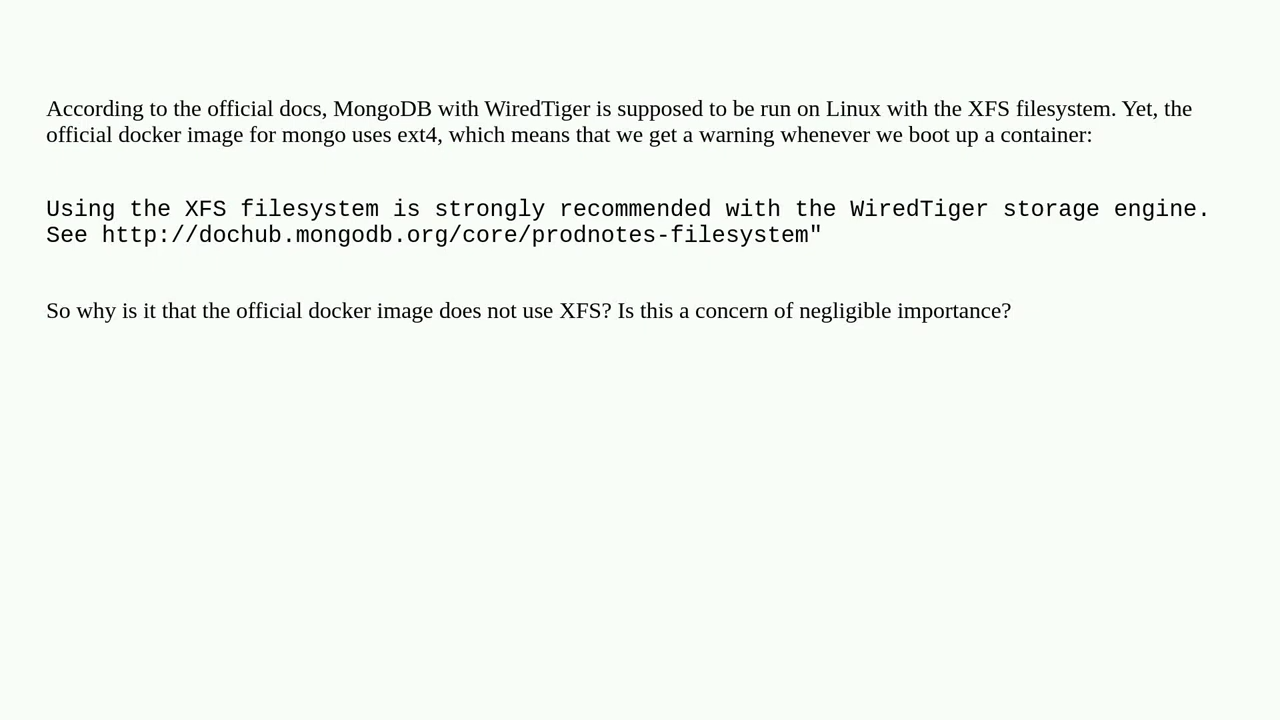 According to the official docs, MongoDB with WiredTiger is supposed to be run on Linux with the XFS filesystem. Yet, the
official docker image for mongo uses ext4, which means that we get a warning whenever we boot up a container:
Using the XFS filesystem is strongly recommended with the WiredTiger storage engine.
See http://dochub.mongodb.org/core/prodnotes-filesystem"
So why is it that the official docker image does not use XFS? Is this a concern of negligible importance?